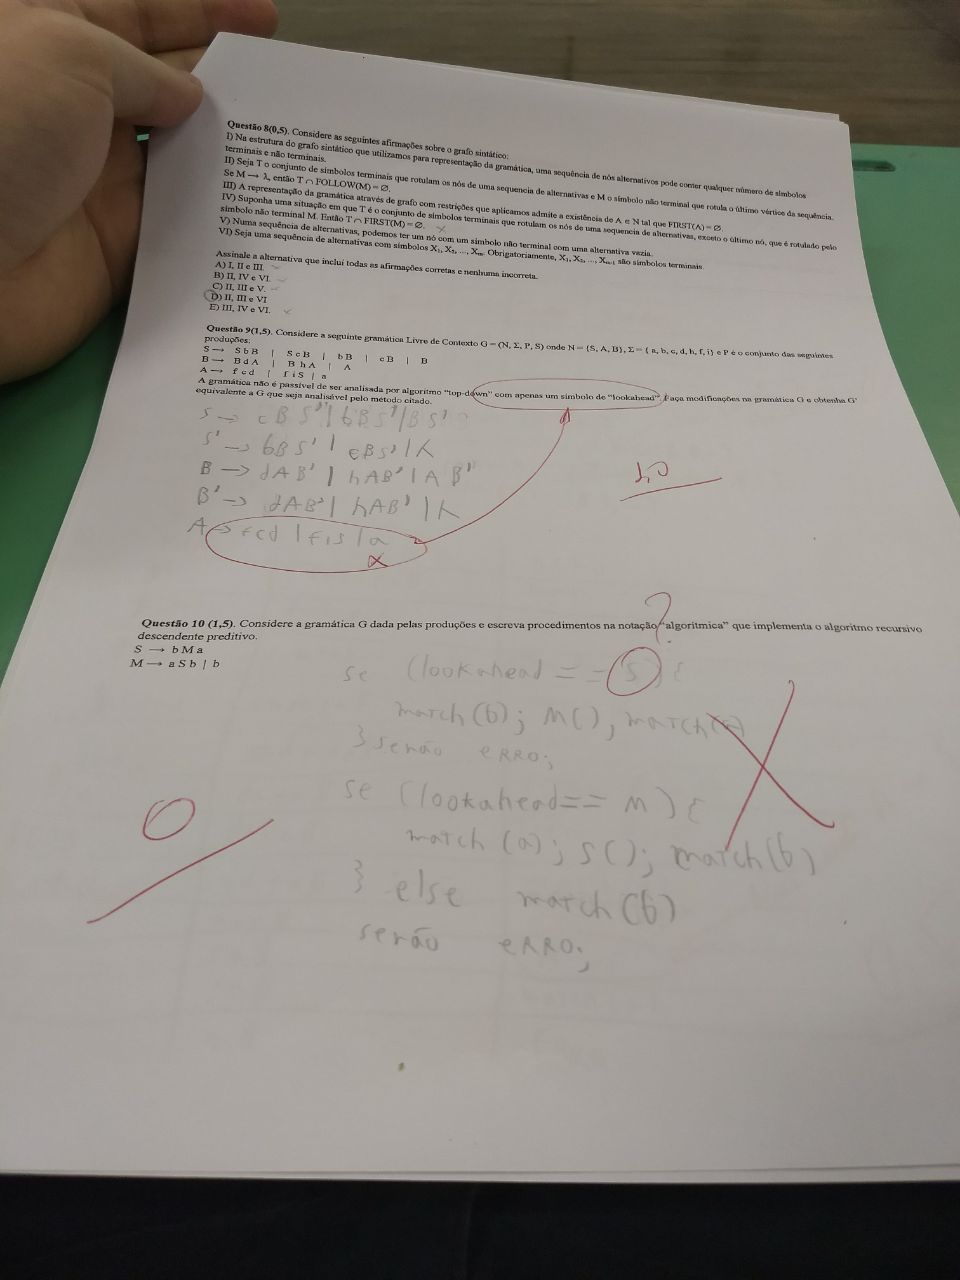 Questão 8(0,5). Considere as seguintes afirmações sobre o grafo sintático:
I) Na estrutura do grafo sintático que utilizamos para representação da gramática, uma sequência de nós alternativos pode conter qualquer número de símbolos
terminais e não terminais.
II) Seja T o conjunto de símbolos terminais que rotulam os nós de uma sequencia de alternativas e M o símbolo não terminal que rotula o último vértice da sequência.
Se M → λ, então T ∩ FOLLOW(M) = Ø.
III) A representação da gramática através de grafo com restrições que aplicamos admite a existência de A ∈ N tal que FIRST(A) = Ø.
IV) Suponha uma situação em que T é o conjunto de símbolos terminais que rotulam os nós de uma sequencia de alternativas, exceto o último nó, que é rotulado pelo
símbolo não terminal M. Então T ∩ FIRST(M) = Ø. x
V) Numa sequência de alternativas, podemos ter um nó com um símbolo não terminal com uma alternativa vazia.
VI) Seja uma sequência de alternativas com símbolos X₁, X₂, ..., Xₘ. Obrigatoriamente, X₁, X₂, ..., Xₘ₋₁ são símbolos terminais.
Assinale a alternativa que inclui todas as afirmações corretas e nenhuma incorreta.
A) I, II e III.
B) II, IV e VI.
C) II, III e V.
D) II, III e VI
E) III, IV e VI. x
Questão 9(1,5). Considere a seguinte gramática Livre de Contexto G = (N, Σ, P, S) onde N = {S, A, B}, Σ = { a, b, c, d, h, f, i} e P é o conjunto das seguintes
produções:
S → S b B | S c B | b B | c B | B
B → B d A | B h A | A
A → f c d | f i S | a
A gramática não é passível de ser analisada por algoritmo "top-down" com apenas um símbolo de "lookahead". Faça modificações na gramática G e obtenha G'
equivalente a G que seja analisável pelo método citado.
S → cBS' | bBS' | BS'
S' → bBS' | cBS' | λ
B → dAB' | hAB' | AB'
B' → dAB' | hAB' | λ
A → fcd | fiS | a
x
1,0
Questão 10 (1,5). Considere a gramática G dada pelas produções e escreva procedimentos na notação "algorítmica" que implementa o algoritmo recursivo
descendente preditivo.
S → b M a
M → a S b | b
?
se (lookahead == S) {
match(b); M(), match(a)
} senão ERRO;
se (lookahead == M) {
match (a); S(); match(b)
} else match(b)
senão ERRO;
0